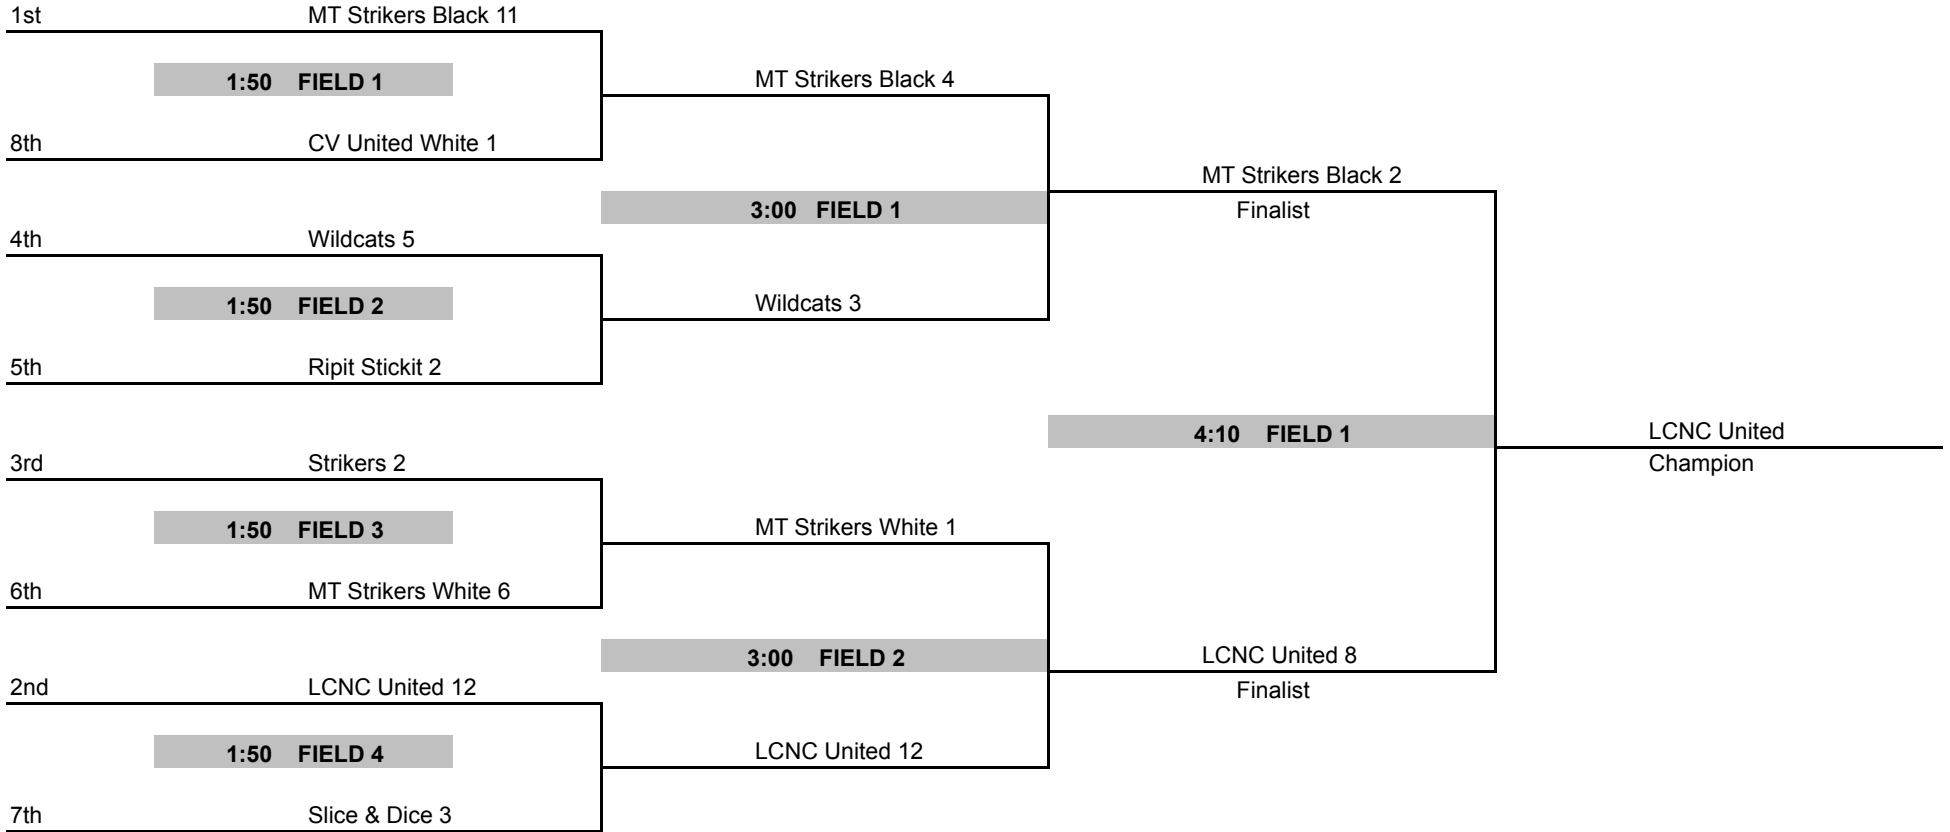 1st MT Strikers Black 11
1:50 FIELD 1
MT Strikers Black 4
8th CV United White 1
MT Strikers Black 2
3:00 FIELD 1
Finalist
4th Wildcats 5
1:50 FIELD 2
Wildcats 3
5th Ripit Stickit 2
4:10 FIELD 1
LCNC United
Champion
3rd Strikers 2
1:50 FIELD 3
MT Strikers White 1
6th MT Strikers White 6
3:00 FIELD 2
LCNC United 8
Finalist
2nd LCNC United 12
1:50 FIELD 4
LCNC United 12
7th Slice & Dice 3